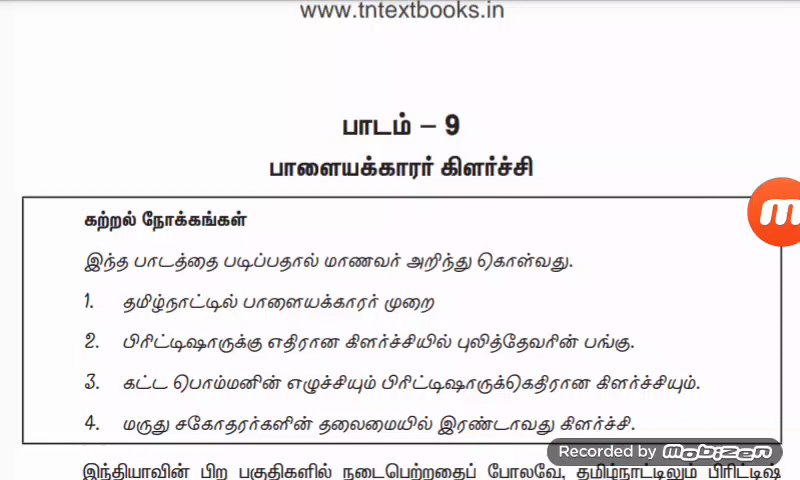 www.tntextbooks.in
பாடம் – 9
பாளையக்காரர் கிளர்ச்சி
கற்றல் நோக்கங்கள்
இந்த பாடத்தை படிப்பதால் மாணவர் அறிந்து கொள்வது.
1. தமிழ்நாட்டில் பாளையக்காரர் முறை
2. பிரிட்டிஷாருக்கு எதிரான கிளர்ச்சியில் புலித்தேவரின் பங்கு.
3. கட்ட பொம்மனின் எழுச்சியும் பிரிட்டிஷாருக்கெதிரான கிளர்ச்சியும்.
4. மருது சகோதரர்களின் தலைமையில் இரண்டாவது கிளர்ச்சி.
Recorded by mobizen
இந்தியாவின் பிற பகுதிகளில் நடைபெற்றதைப் போலவே, தமிழ்நாட்டிலும் பிரிட்டிஷ்